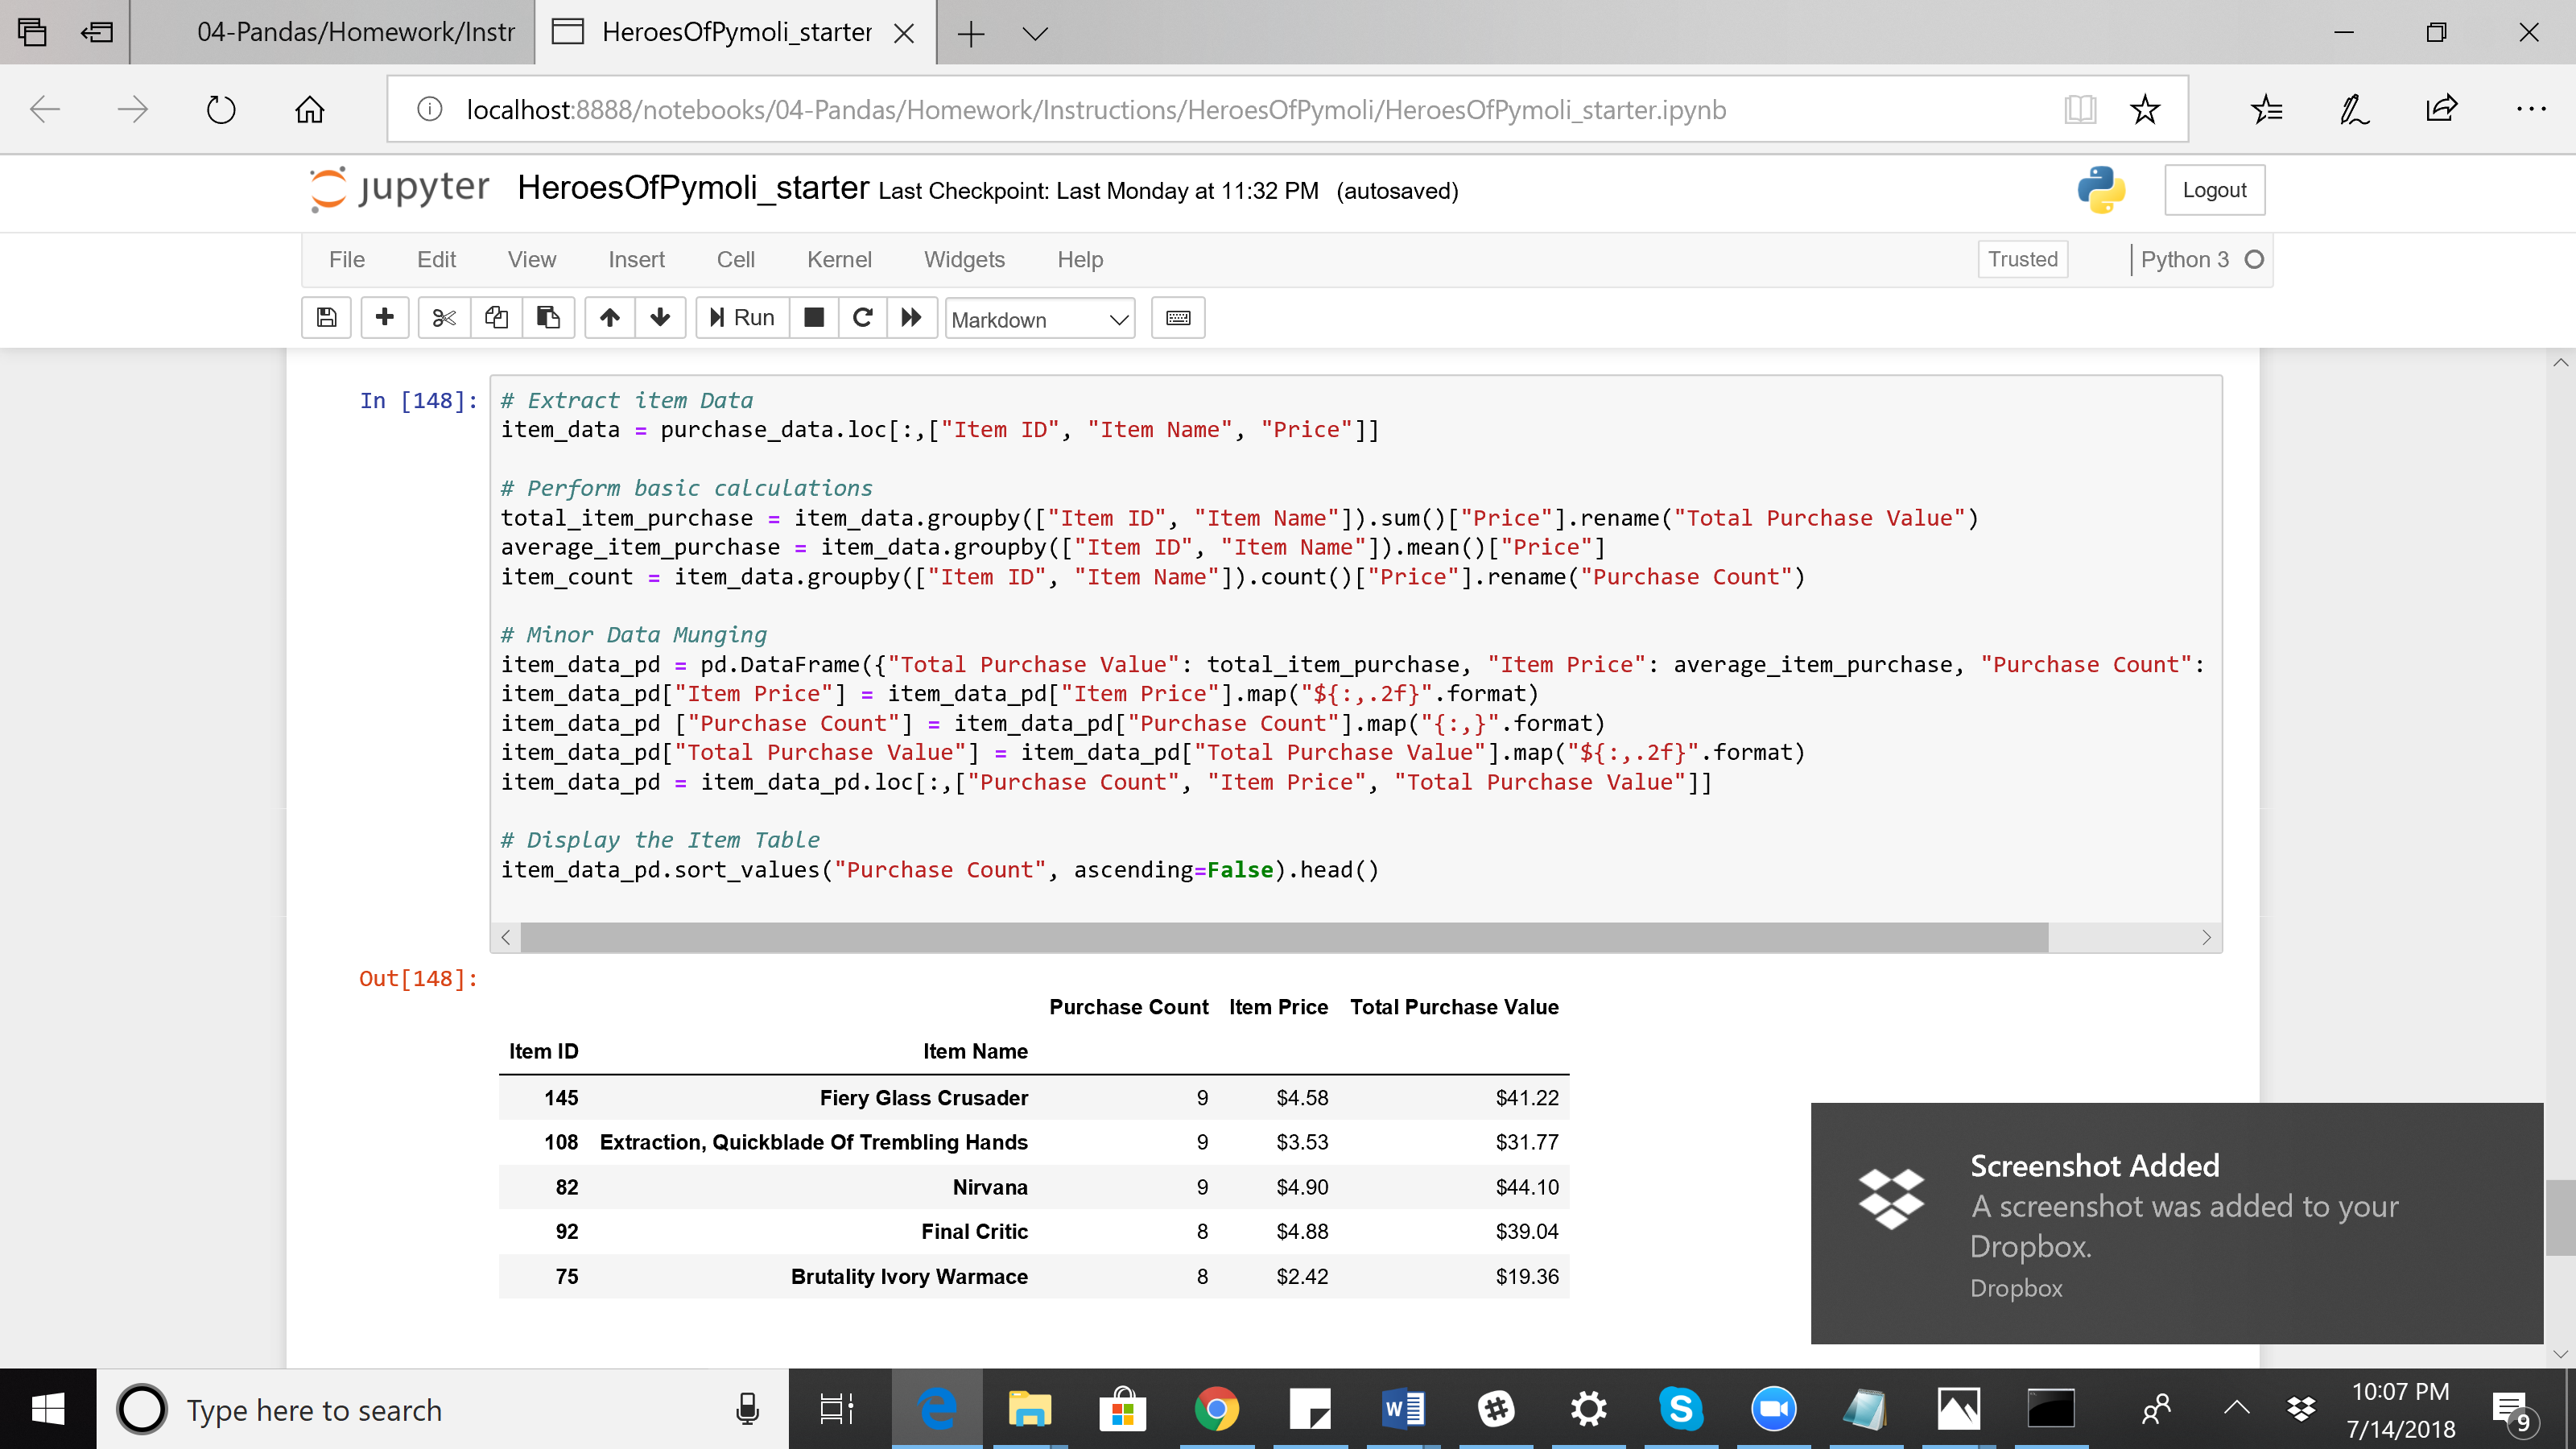 04-Pandas/Homework/Instr
HeroesOfPymoli_starter
localhost:8888/notebooks/04-Pandas/Homework/Instructions/HeroesOfPymoli/HeroesOfPymoli_starter.ipynb
jupyter HeroesOfPymoli_starter Last Checkpoint: Last Monday at 11:32 PM (autosaved)
Logout
File Edit View Insert Cell Kernel Widgets Help
Trusted
Python 3
Run
Markdown
In [148]:
# Extract item Data
item_data = purchase_data.loc[:,["Item ID", "Item Name", "Price"]]
# Perform basic calculations
total_item_purchase = item_data.groupby(["Item ID", "Item Name"]).sum()["Price"].rename("Total Purchase Value")
average_item_purchase = item_data.groupby(["Item ID", "Item Name"]).mean()["Price"]
item_count = item_data.groupby(["Item ID", "Item Name"]).count()["Price"].rename("Purchase Count")
# Minor Data Munging
item_data_pd = pd.DataFrame({"Total Purchase Value": total_item_purchase, "Item Price": average_item_purchase, "Purchase Count":
item_data_pd["Item Price"] = item_data_pd["Item Price"].map("${:,.2f}".format)
item_data_pd ["Purchase Count"] = item_data_pd["Purchase Count"].map("{:,}".format)
item_data_pd["Total Purchase Value"] = item_data_pd["Total Purchase Value"].map("${:,.2f}".format)
item_data_pd = item_data_pd.loc[:,["Purchase Count", "Item Price", "Total Purchase Value"]]
# Display the Item Table
item_data_pd.sort_values("Purchase Count", ascending=False).head()
Out[148]:
Purchase Count Item Price Total Purchase Value
Item ID Item Name
145 Fiery Glass Crusader 9 $4.58 $41.22
108 Extraction, Quickblade Of Trembling Hands 9 $3.53 $31.77
82 Nirvana 9 $4.90 $44.10
92 Final Critic 8 $4.88 $39.04
75 Brutality Ivory Warmace 8 $2.42 $19.36
Screenshot Added
A screenshot was added to your
Dropbox.
Dropbox
Type here to search
10:07 PM
7/14/2018
9